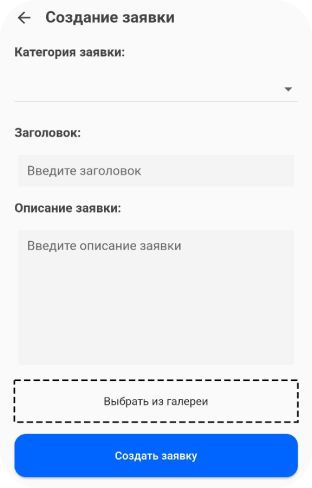 Создание заявки
Категория заявки:
Заголовок:
Введите заголовок
Описание заявки:
Введите описание заявки
Выбрать из галереи
Создать заявку